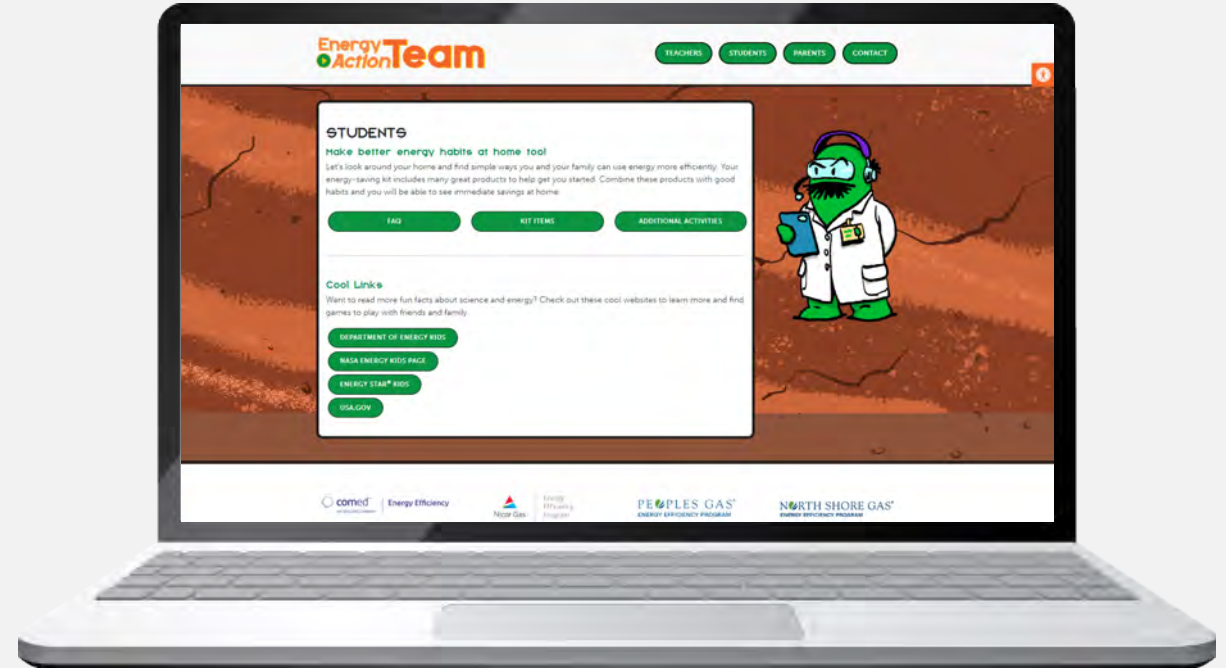 Energy
Action Team
TEACHERS
STUDENTS
PARENTS
CONTACT
STUDENTS
Make better energy habits at home too!
Let's look around your home and find simple ways you and your family can use energy more efficiently. Your
energy-saving kit includes many great products to help get you started. Combine these products with good
habits and you will be able to see immediate savings at home.
FAQ
KIT ITEMS
ADDITIONAL ACTIVITIES
Cool Links
Want to read more fun facts about science and energy? Check out these cool websites to learn more and find
games to play with friends and family.
DEPARTMENT OF ENERGY KIDS
NASA ENERGY KIDS PAGE
ENERGY STAR® KIDS
USA.GOV
comed
Energy Efficiency
Nicor Gas
Energy
Efficiency
Program
PEOPLES GAS®
ENERGY EFFICIENCY PROGRAM
NORTH SHORE GAS®
ENERGY EFFICIENCY PROGRAM